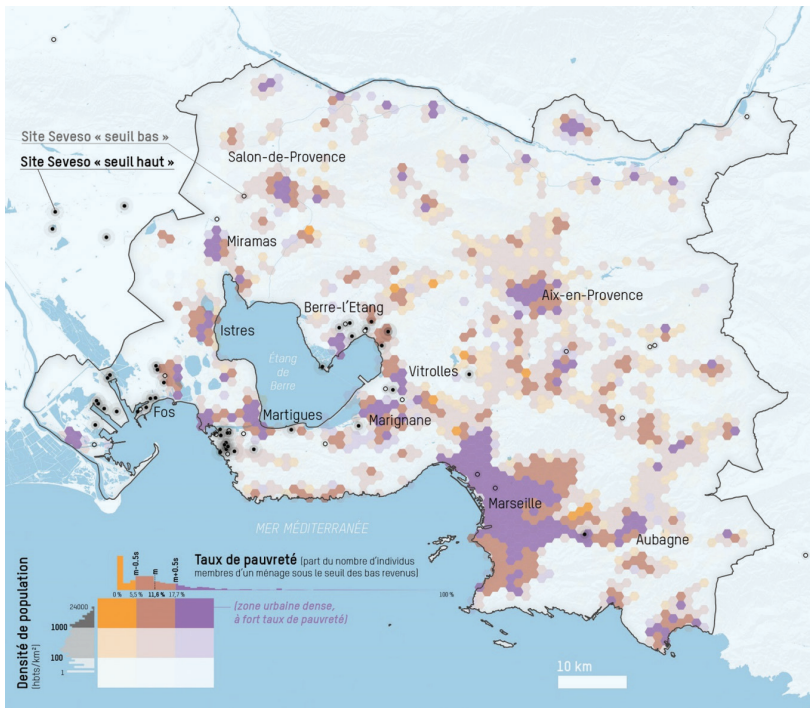 Site Seveso « seuil bas »
Site Seveso « seuil haut »
Salon-de-Provence
Miramas
Berre-l'Etang
Aix-en-Provence
Istres
Étang
de
Berre
Vitrolles
Fos
Martigues
Marignane
Marseille
Aubagne
MER MÉDITERRANÉE
Taux de pauvreté (part du nombre d'individus
membres d'un ménage sous le seuil des bas revenus)
m-0.5s
m
m+0.5s
0 %
5,5 %
11,6 %
17,7 %
100 %
(zone urbaine dense,
à fort taux de pauvreté)
Densité de population
(hbts/km²)
24000
1000
100
1
10 km